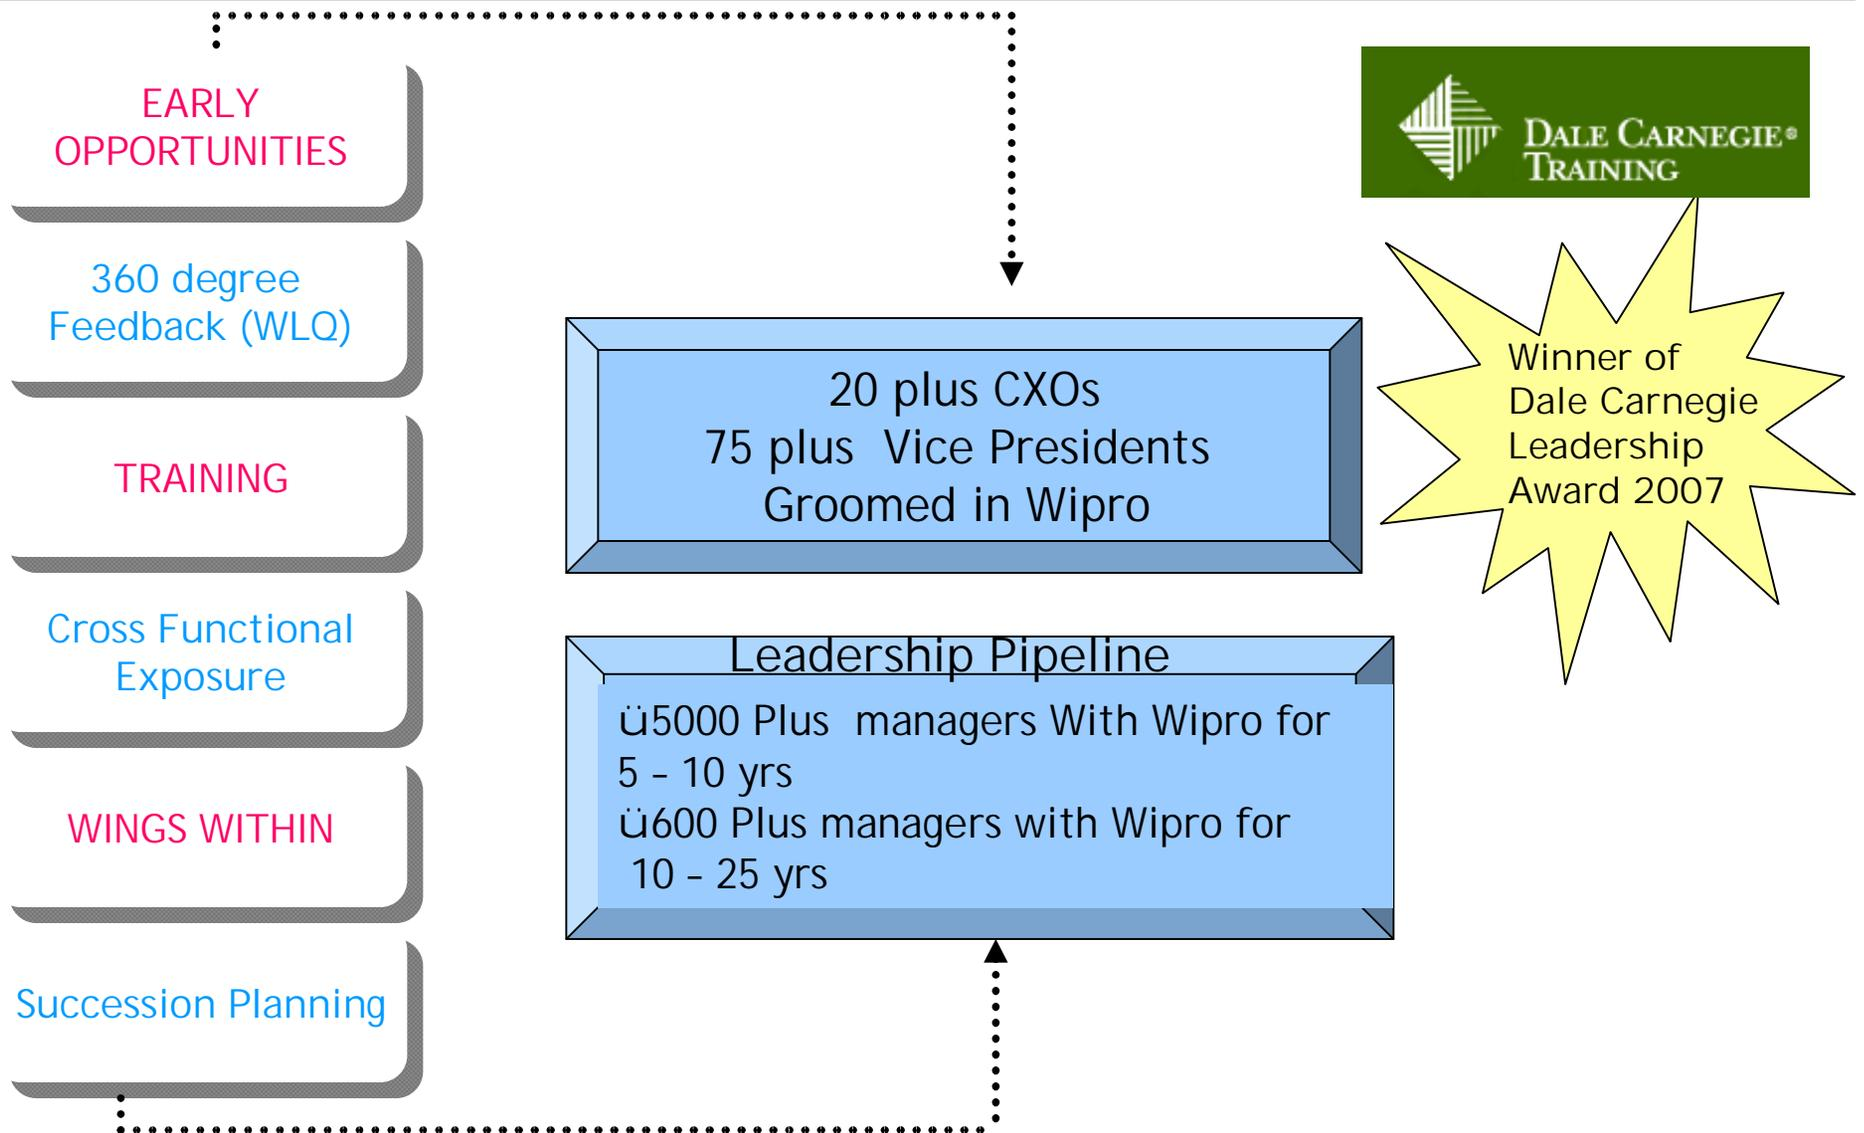 EARLY
OPPORTUNITIES
360 degree
Feedback (WLQ)
TRAINING
Cross Functional
Exposure
WINGS WITHIN
Succession Planning
20 plus CXOs
75 plus  Vice Presidents
Groomed in Wipro
Leadership Pipeline
ü5000 Plus  managers With Wipro for
5 – 10 yrs
ü600 Plus managers with Wipro for
10 – 25 yrs
DALE CARNEGIE®
TRAINING
Winner of
Dale Carnegie
Leadership
Award 2007